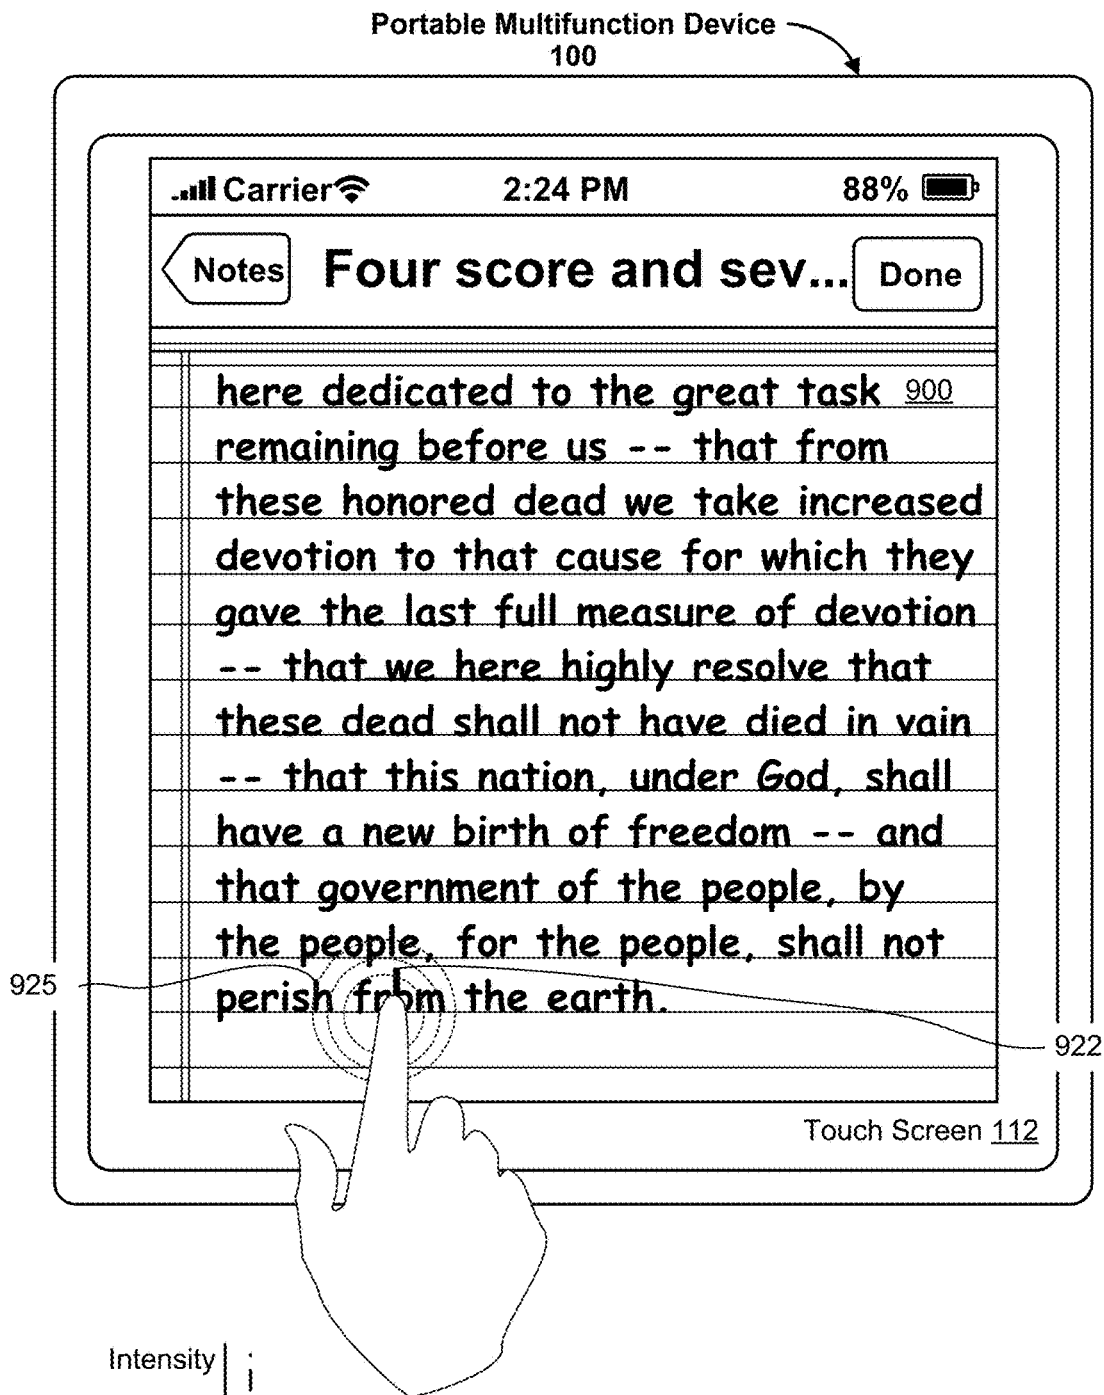 Portable Multifunction Device
100
Carrier 2:24 PM 88%
Notes Four score and sev... Done
here dedicated to the great task 900
remaining before us -- that from
these honored dead we take increased
devotion to that cause for which they
gave the last full measure of devotion
-- that we here highly resolve that
these dead shall not have died in vain
-- that this nation, under God, shall
have a new birth of freedom -- and
that government of the people, by
the people, for the people, shall not
925
perish from the earth.
922
Touch Screen 112
Intensity